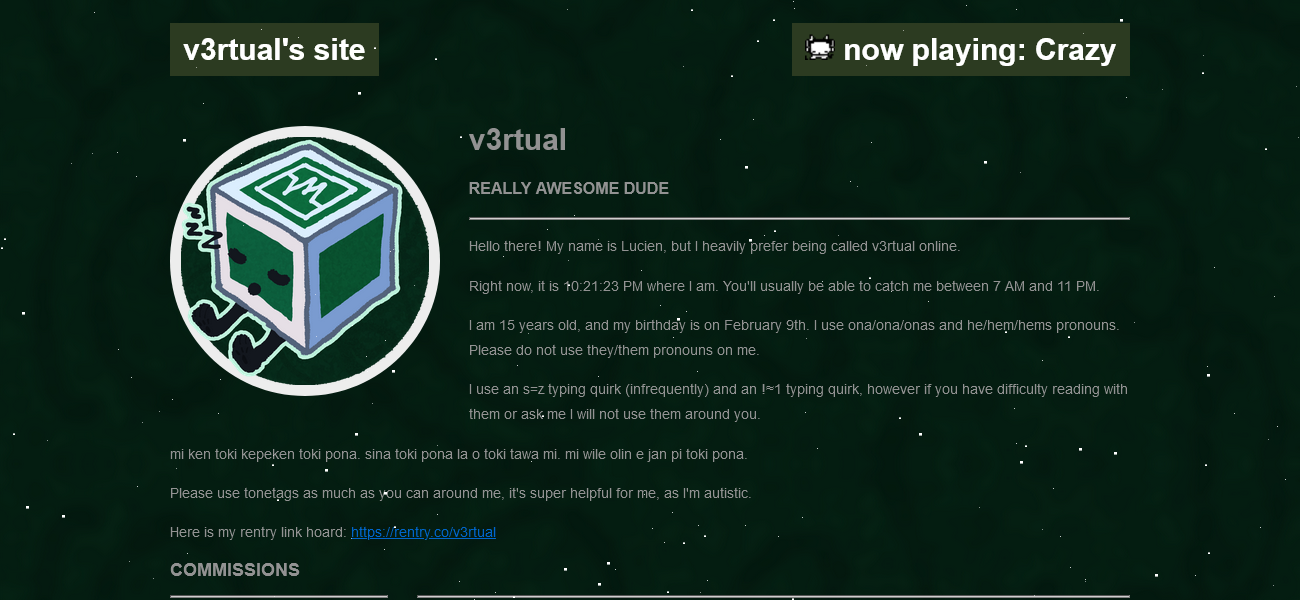 v3rtual's site
now playing: Crazy
v3rtual
REALLY AWESOME DUDE
Hello there! My name is Lucien, but I heavily prefer being called v3rtual online.
Right now, it is 10:21:23 PM where I am. You'll usually be able to catch me between 7 AM and 11 PM.
I am 15 years old, and my birthday is on February 9th. I use ona/ona/onas and he/hem/hems pronouns.
Please do not use they/them pronouns on me.
I use an s=z typing quirk (infrequently) and an !~1 typing quirk, however if you have difficulty reading with
them or ask me I will not use them around you.
mi ken toki kepeken toki pona. sina toki pona la o toki tawa mi. mi wile olin e jan pi toki pona.
Please use tonetags as much as you can around me, it's super helpful for me, as I'm autistic.
Here is my rentry link hoard: https://rentry.co/v3rtual
COMMISSIONS